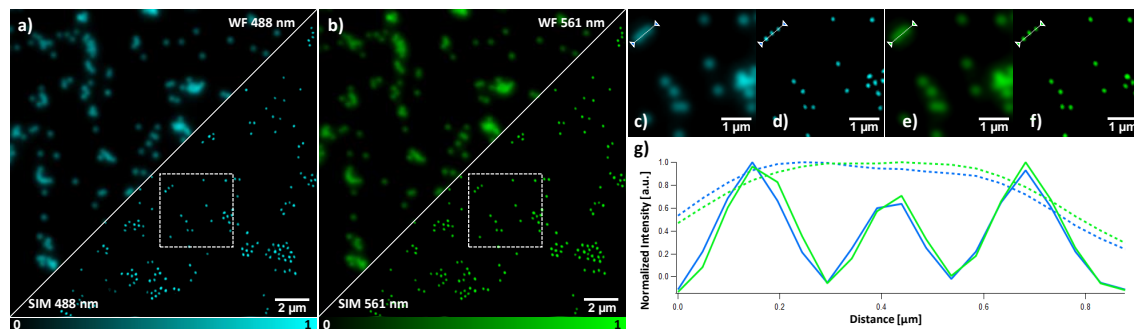 a) WF 488 nm
SIM 488 nm 2 µm
0 1
b) WF 561 nm
SIM 561 nm 2 µm
0 1
c) 1 µm
d) 1 µm
e) 1 µm
f) 1 µm
g)
Normalized Intensity [a.u.]
1.0
0.8
0.6
0.4
0.2
0.0
0.0 0.2 0.4 0.6 0.8
Distance [µm]